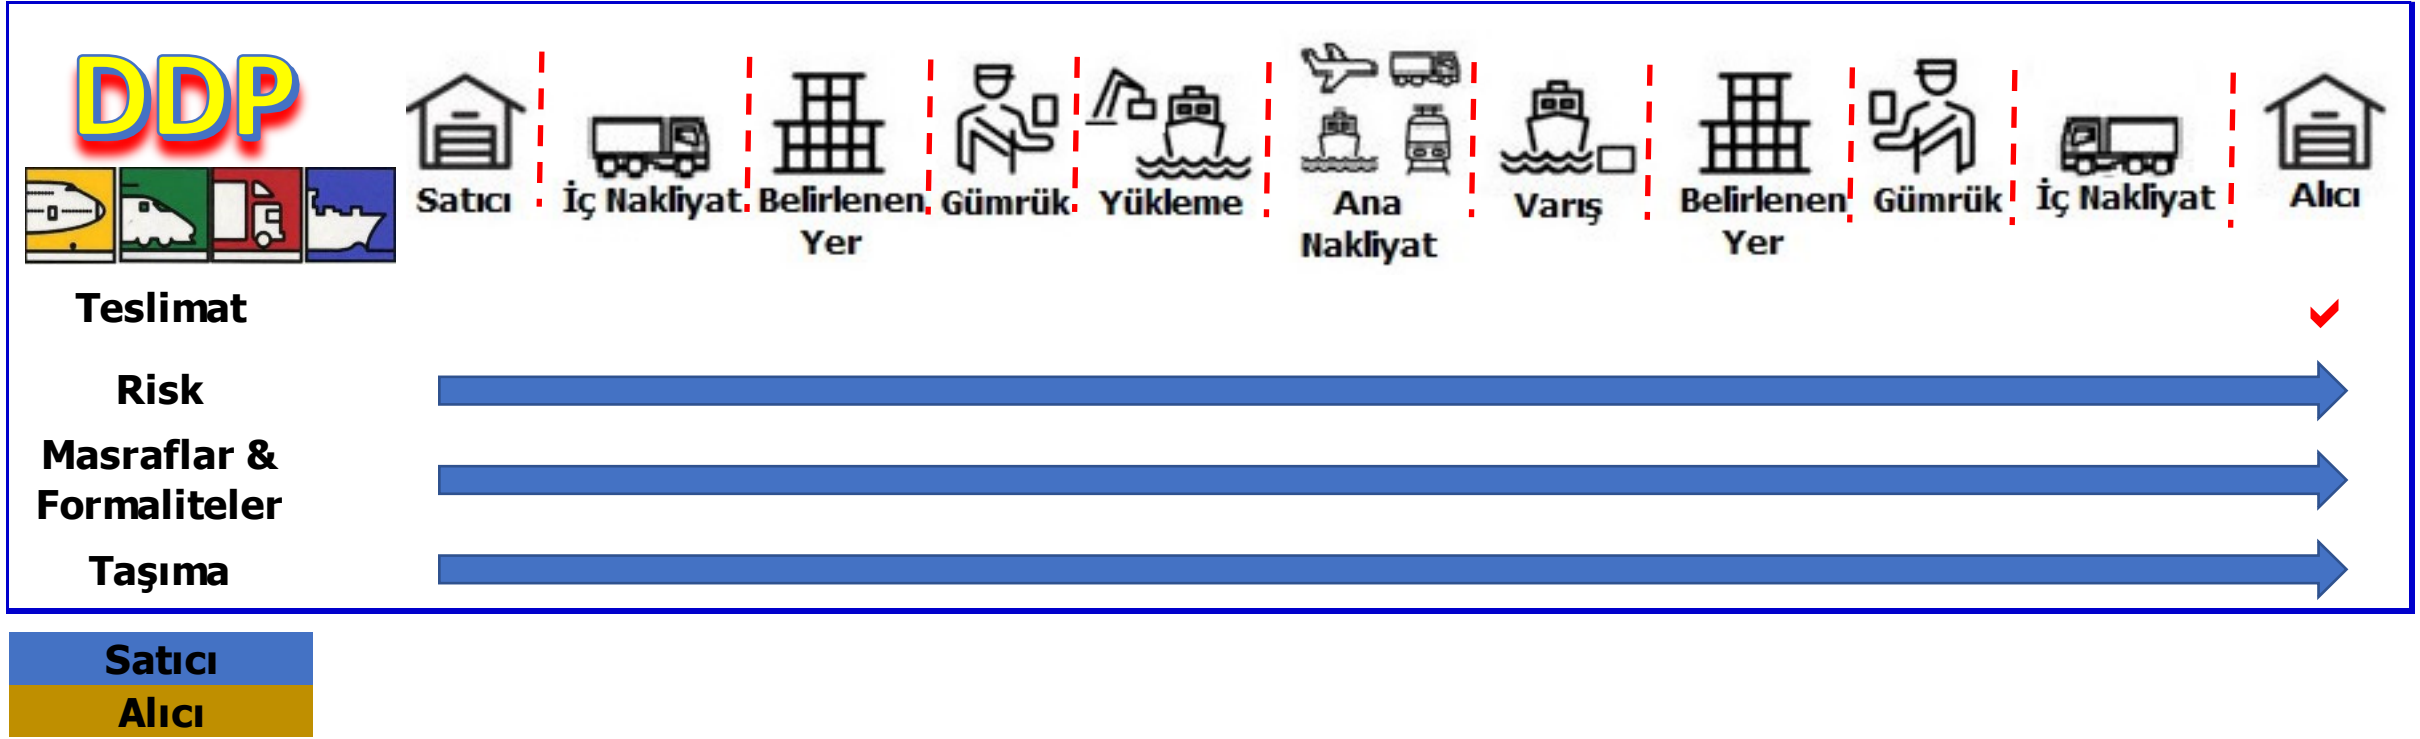 DDP
Satıcı
İç Nakliyat
Belirlenen
Yer
Gümrük
Yükleme
Ana
Nakliyat
Varış
Belirlenen
Yer
Gümrük
İç Nakliyat
Alıcı
Teslimat
Risk
Masraflar &
Formaliteler
Taşıma
Satıcı
Alıcı